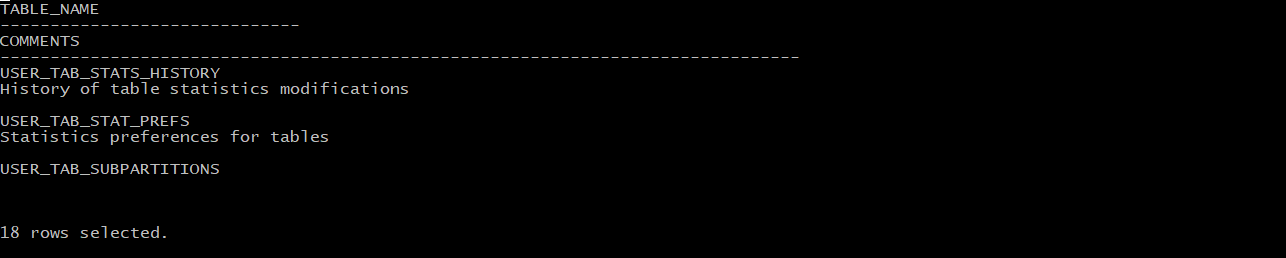 TABLE_NAME
------------------------------
COMMENTS
--------------------------------------------------------------------------------
USER_TAB_STATS_HISTORY
History of table statistics modifications
USER_TAB_STAT_PREFS
Statistics preferences for tables
USER_TAB_SUBPARTITIONS
18 rows selected.